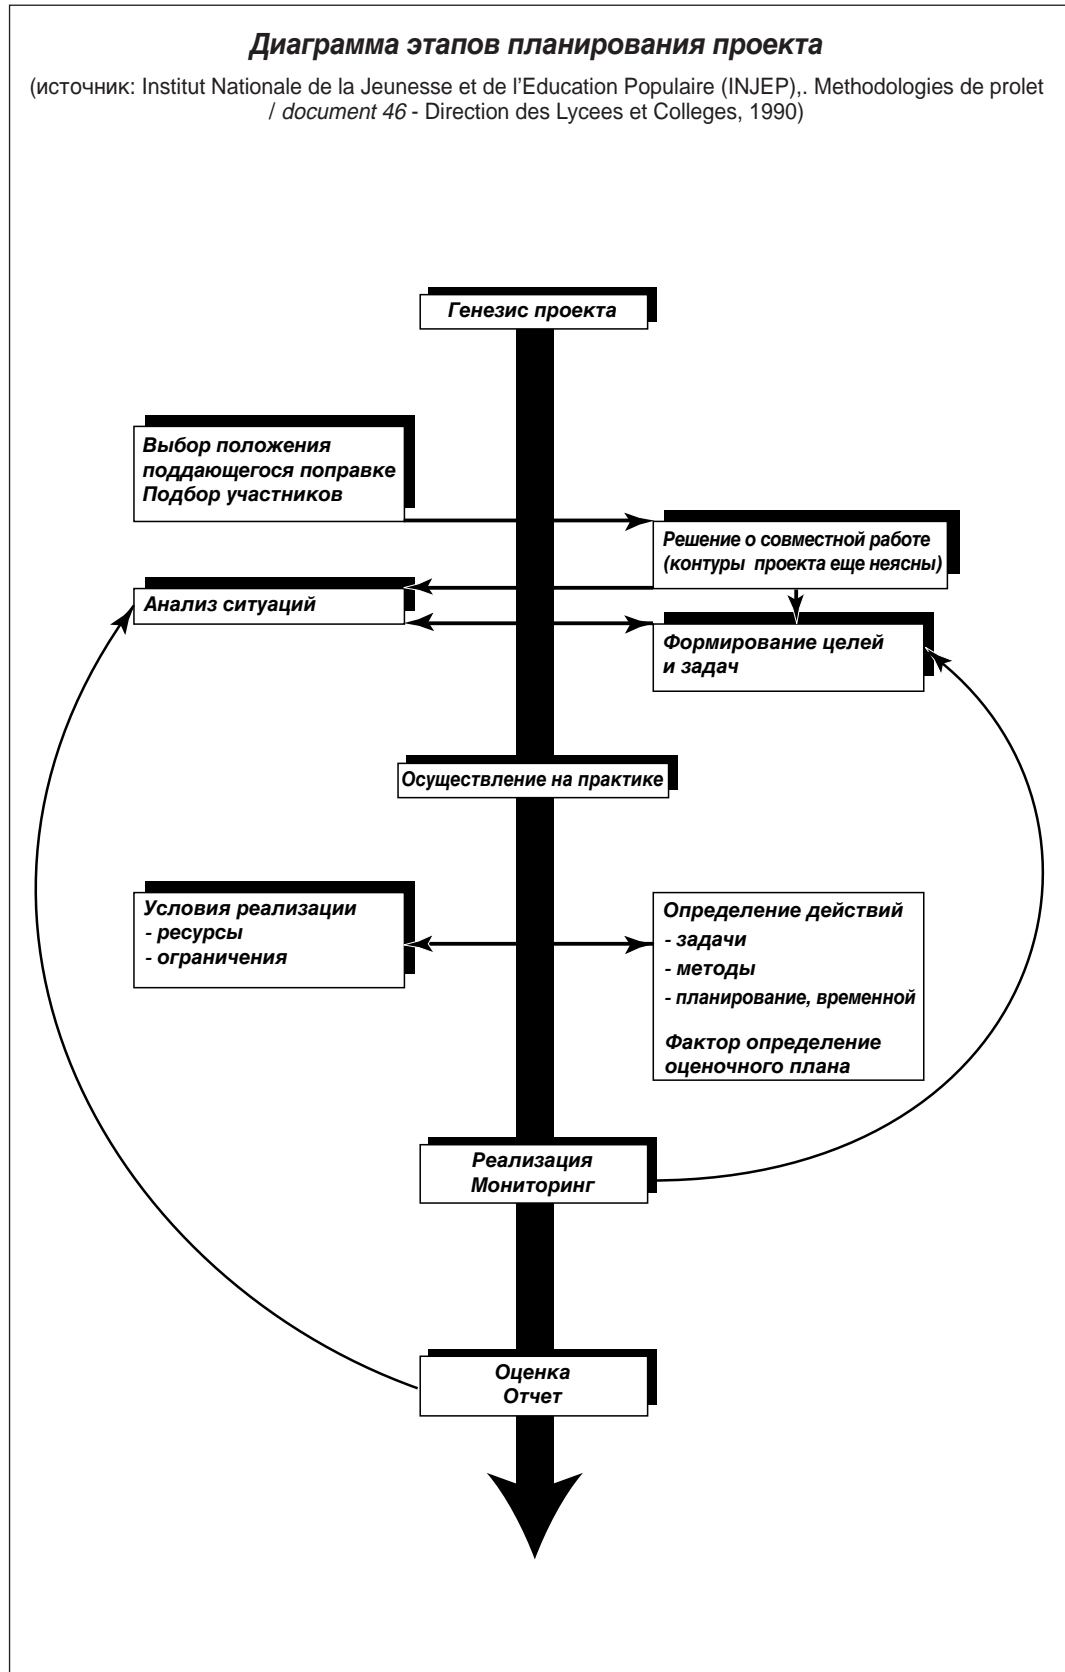 Диаграмма этапов планирования проекта
(источник: Institut Nationale de la Jeunesse et de l'Education Populaire (INJEP),. Methodologies de prolet
/ document 46 - Direction des Lycees et Colleges, 1990)
Генезис проекта
Выбор положения
поддающегося поправке
Подбор участников
Решение о совместной работе
(контуры проекта еще неясны)
Анализ ситуаций
Формирование целей
и задач
Осуществление на практике
Условия реализации
- ресурсы
- ограничения
Определение действий
- задачи
- методы
- планирование, временной
Фактор определение
оценочного плана
Реализация
Мониторинг
Оценка
Отчет